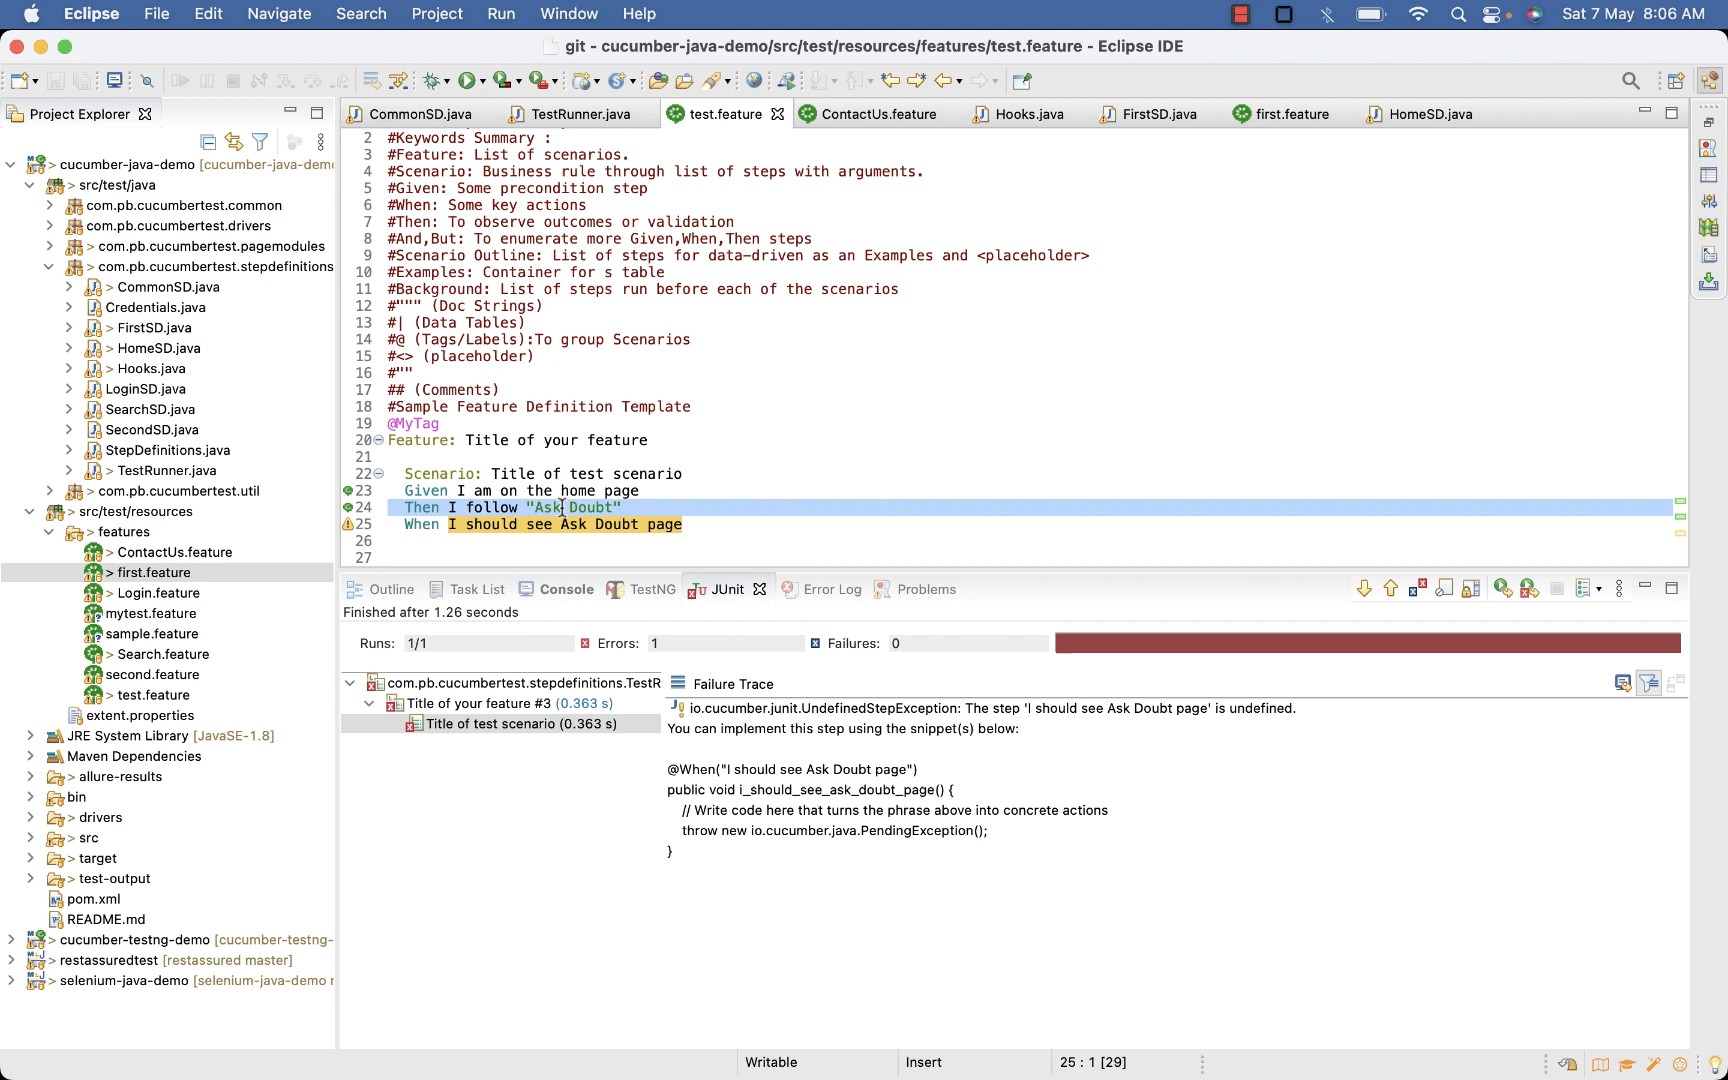 Eclipse File Edit Navigate Search Project Run Window Help Sat 7 May 8:06 AM
git - cucumber-java-demo/src/test/resources/features/test.feature - Eclipse IDE
Project Explorer
CommonSD.java TestRunner.java test.feature ContactUs.feature Hooks.java FirstSD.java first.feature HomeSD.java
> cucumber-java-demo [cucumber-java-demo
> src/test/java
com.pb.cucumbertest.common
com.pb.cucumbertest.drivers
> com.pb.cucumbertest.pagemodules
> com.pb.cucumbertest.stepdefinitions
> CommonSD.java
Credentials.java
> FirstSD.java
> HomeSD.java
> Hooks.java
LoginSD.java
SearchSD.java
SecondSD.java
StepDefinitions.java
> TestRunner.java
> com.pb.cucumbertest.util
> src/test/resources
> features
> ContactUs.feature
> first.feature
> Login.feature
mytest.feature
sample.feature
> Search.feature
second.feature
> test.feature
extent.properties
JRE System Library [JavaSE-1.8]
Maven Dependencies
> allure-results
> bin
> drivers
> src
> target
> test-output
pom.xml
README.md
> cucumber-testng-demo [cucumber-testng-
> restassuredtest [restassured master]
> selenium-java-demo [selenium-java-demo r
2 #Keywords Summary :
3 #Feature: List of scenarios.
4 #Scenario: Business rule through list of steps with arguments.
5 #Given: Some precondition step
6 #When: Some key actions
7 #Then: To observe outcomes or validation
8 #And,But: To enumerate more Given,When,Then steps
9 #Scenario Outline: List of steps for data-driven as an Examples and <placeholder>
10 #Examples: Container for s table
11 #Background: List of steps run before each of the scenarios
12 #""" (Doc Strings)
13 #| (Data Tables)
14 #@ (Tags/Labels):To group Scenarios
15 #<> (placeholder)
16 #""
17 ## (Comments)
18 #Sample Feature Definition Template
19 @MyTag
20 Feature: Title of your feature
21
22 Scenario: Title of test scenario
23 Given I am on the home page
24 Then I follow "Ask Doubt"
25 When I should see Ask Doubt page
26
27
Outline Task List Console TestNG JUnit Error Log Problems
Finished after 1.26 seconds
Runs: 1/1 Errors: 1 Failures: 0
com.pb.cucumbertest.stepdefinitions.TestR
Title of your feature #3 (0.363 s)
Title of test scenario (0.363 s)
Failure Trace
io.cucumber.junit.UndefinedStepException: The step 'I should see Ask Doubt page' is undefined.
You can implement this step using the snippet(s) below:
@When("I should see Ask Doubt page")
public void i_should_see_ask_doubt_page() {
// Write code here that turns the phrase above into concrete actions
throw new io.cucumber.java.PendingException();
}
Writable Insert 25 : 1 [29]